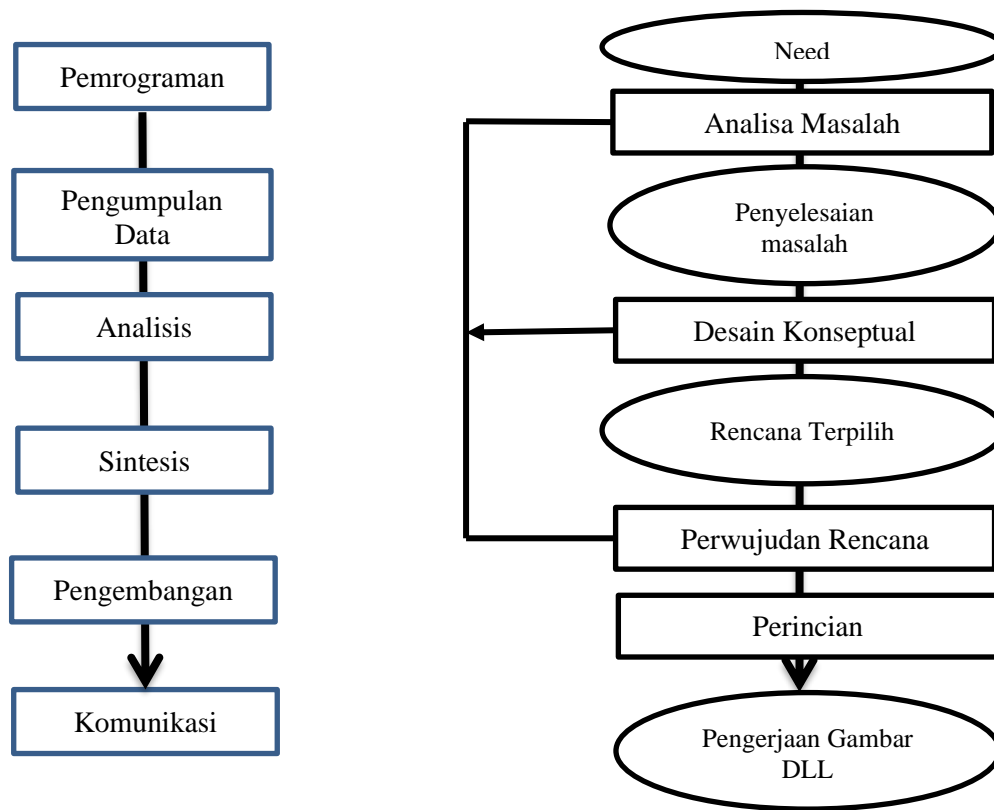 Pemrograman
Pengumpulan
Data
Analisis
Sintesis
Pengembangan
Komunikasi
Need
Analisa Masalah
Penyelesaian
masalah
Desain Konseptual
Rencana Terpilih
Perwujudan Rencana
Perincian
Pengerjaan Gambar
DLL